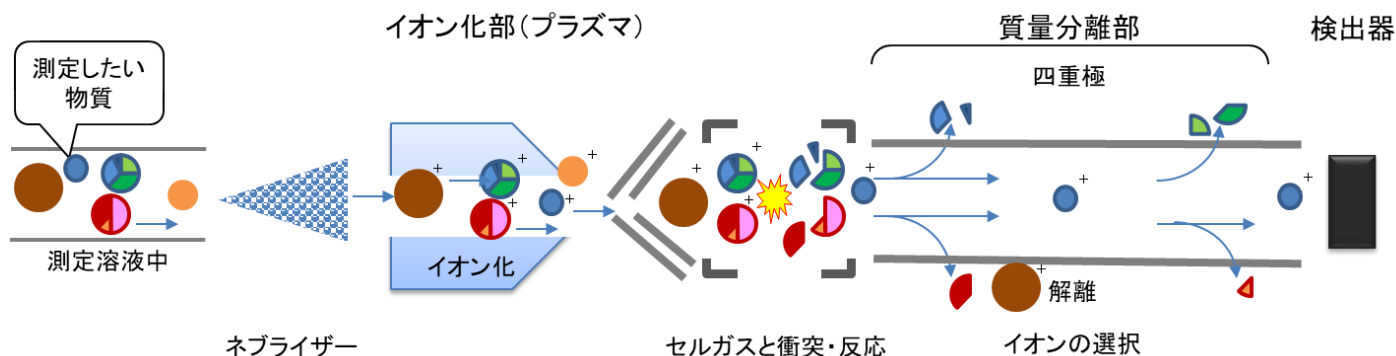 イオン化部(プラズマ)
質量分離部
検出器
測定したい
物質
四重極
+
+
+
+
+
+
+
+
+
+
+
+
測定溶液中
イオン化
解離
ネブライザー
セルガスと衝突・反応
イオンの選択